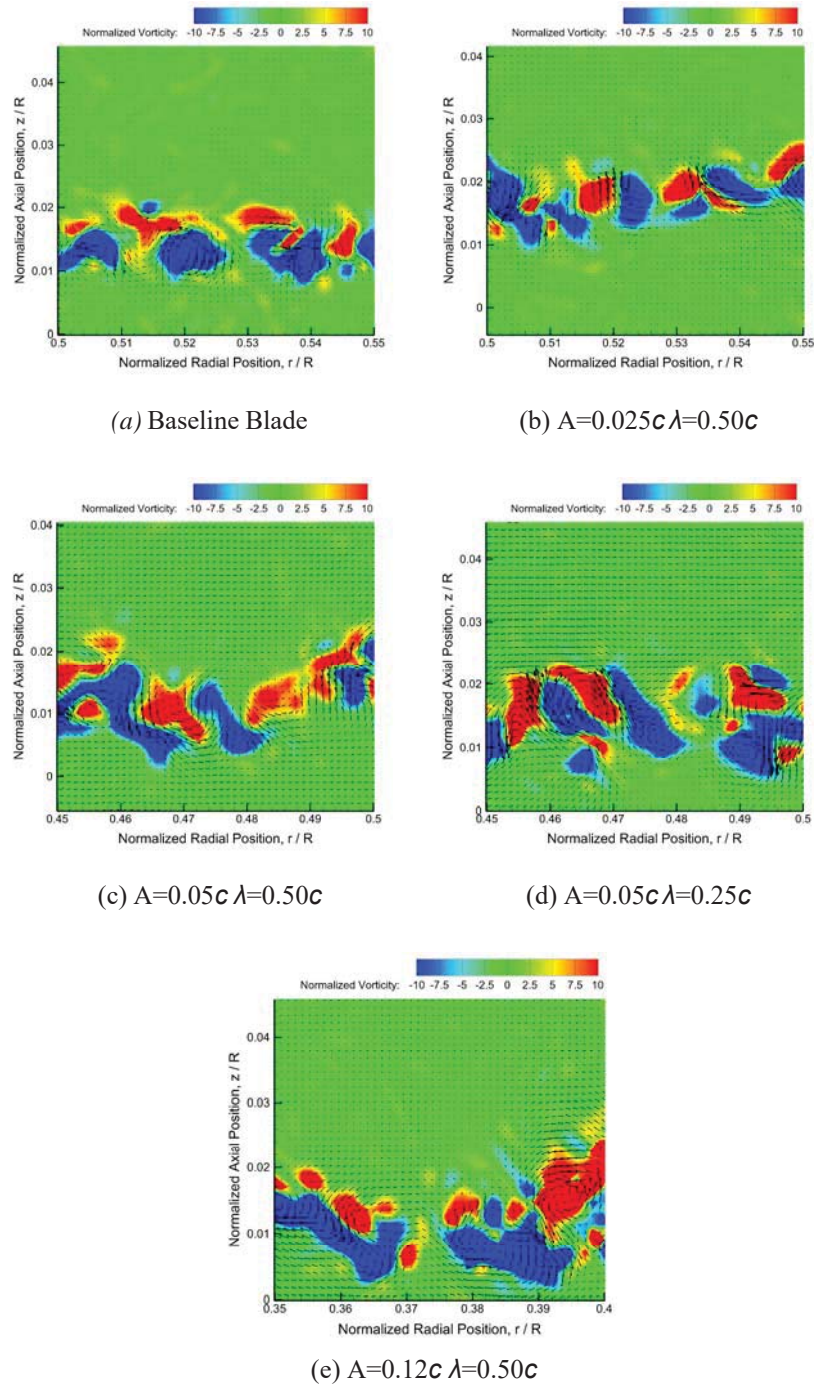 Normalized Vorticity: -10 -7.5 -5 -2.5 0 2.5 5 7.5 10
Normalized Axial Position, z / R
0.04
0.03
0.02
0.01
0
0.5 0.51 0.52 0.53 0.54 0.55
Normalized Radial Position, r / R
(a) Baseline Blade
Normalized Vorticity: -10 -7.5 -5 -2.5 0 2.5 5 7.5 10
Normalized Axial Position, z / R
0.04
0.03
0.02
0.01
0
0.5 0.51 0.52 0.53 0.54 0.55
Normalized Radial Position, r / R
(b) A=0.025c λ=0.50c
Normalized Vorticity: -10 -7.5 -5 -2.5 0 2.5 5 7.5 10
Normalized Axial Position, z / R
0.04
0.03
0.02
0.01
0
0.45 0.46 0.47 0.48 0.49 0.5
Normalized Radial Position, r / R
(c) A=0.05c λ=0.50c
Normalized Vorticity: -10 -7.5 -5 -2.5 0 2.5 5 7.5 10
Normalized Axial Position, z / R
0.04
0.03
0.02
0.01
0
0.45 0.46 0.47 0.48 0.49 0.5
Normalized Radial Position, r / R
(d) A=0.05c λ=0.25c
Normalized Vorticity: -10 -7.5 -5 -2.5 0 2.5 5 7.5 10
Normalized Axial Position, z / R
0.04
0.03
0.02
0.01
0
0.35 0.36 0.37 0.38 0.39 0.4
Normalized Radial Position, r / R
(e) A=0.12c λ=0.50c